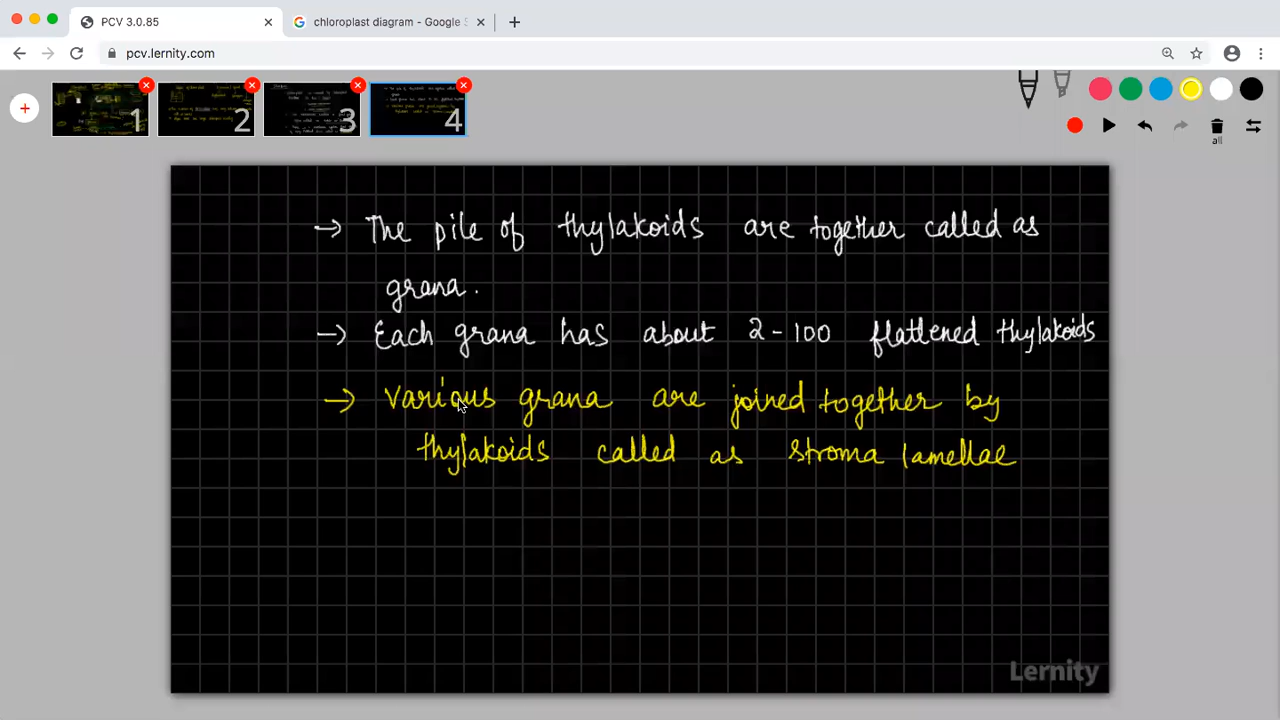 PCV 3.0.85
chloroplast diagram - Google S
pcv.lernity.com
1
2
3
4
all
→ The pile of thylakoids are together called as
grana.
→ Each grana has about 2-100 flattened thylakoids
→ Various grana are joined together by
thylakoids called as stroma lamellae
Lernity